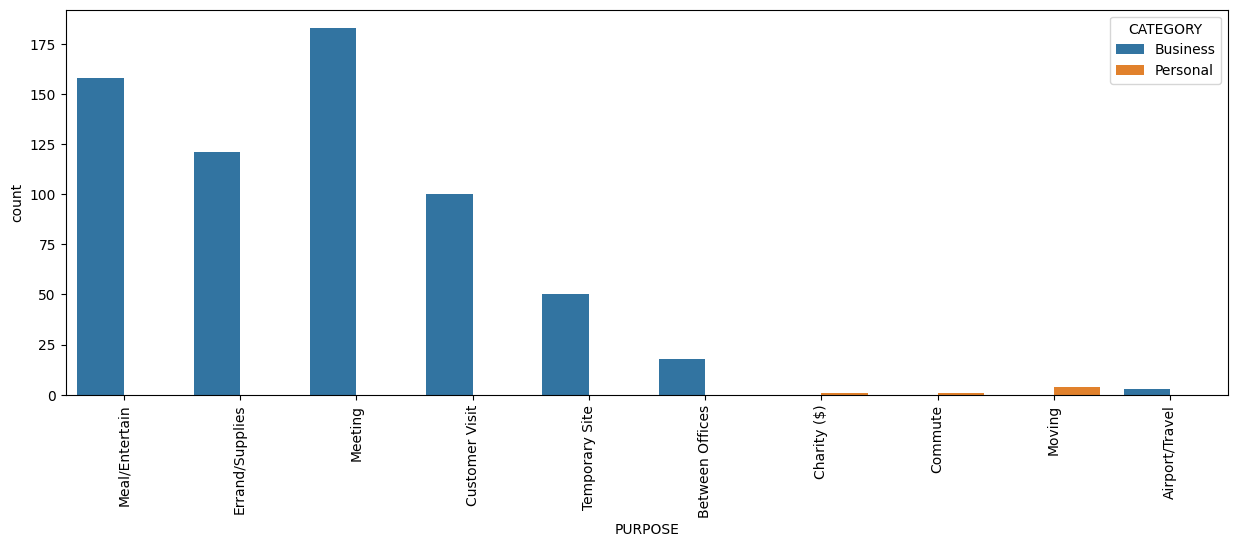 CATEGORY
Business
Personal
175
150
125
100
75
50
25
0
count
Meal/Entertain
Errand/Supplies
Meeting
Customer Visit
Temporary Site
Between Offices
Charity ($)
Commute
Moving
Airport/Travel
PURPOSE